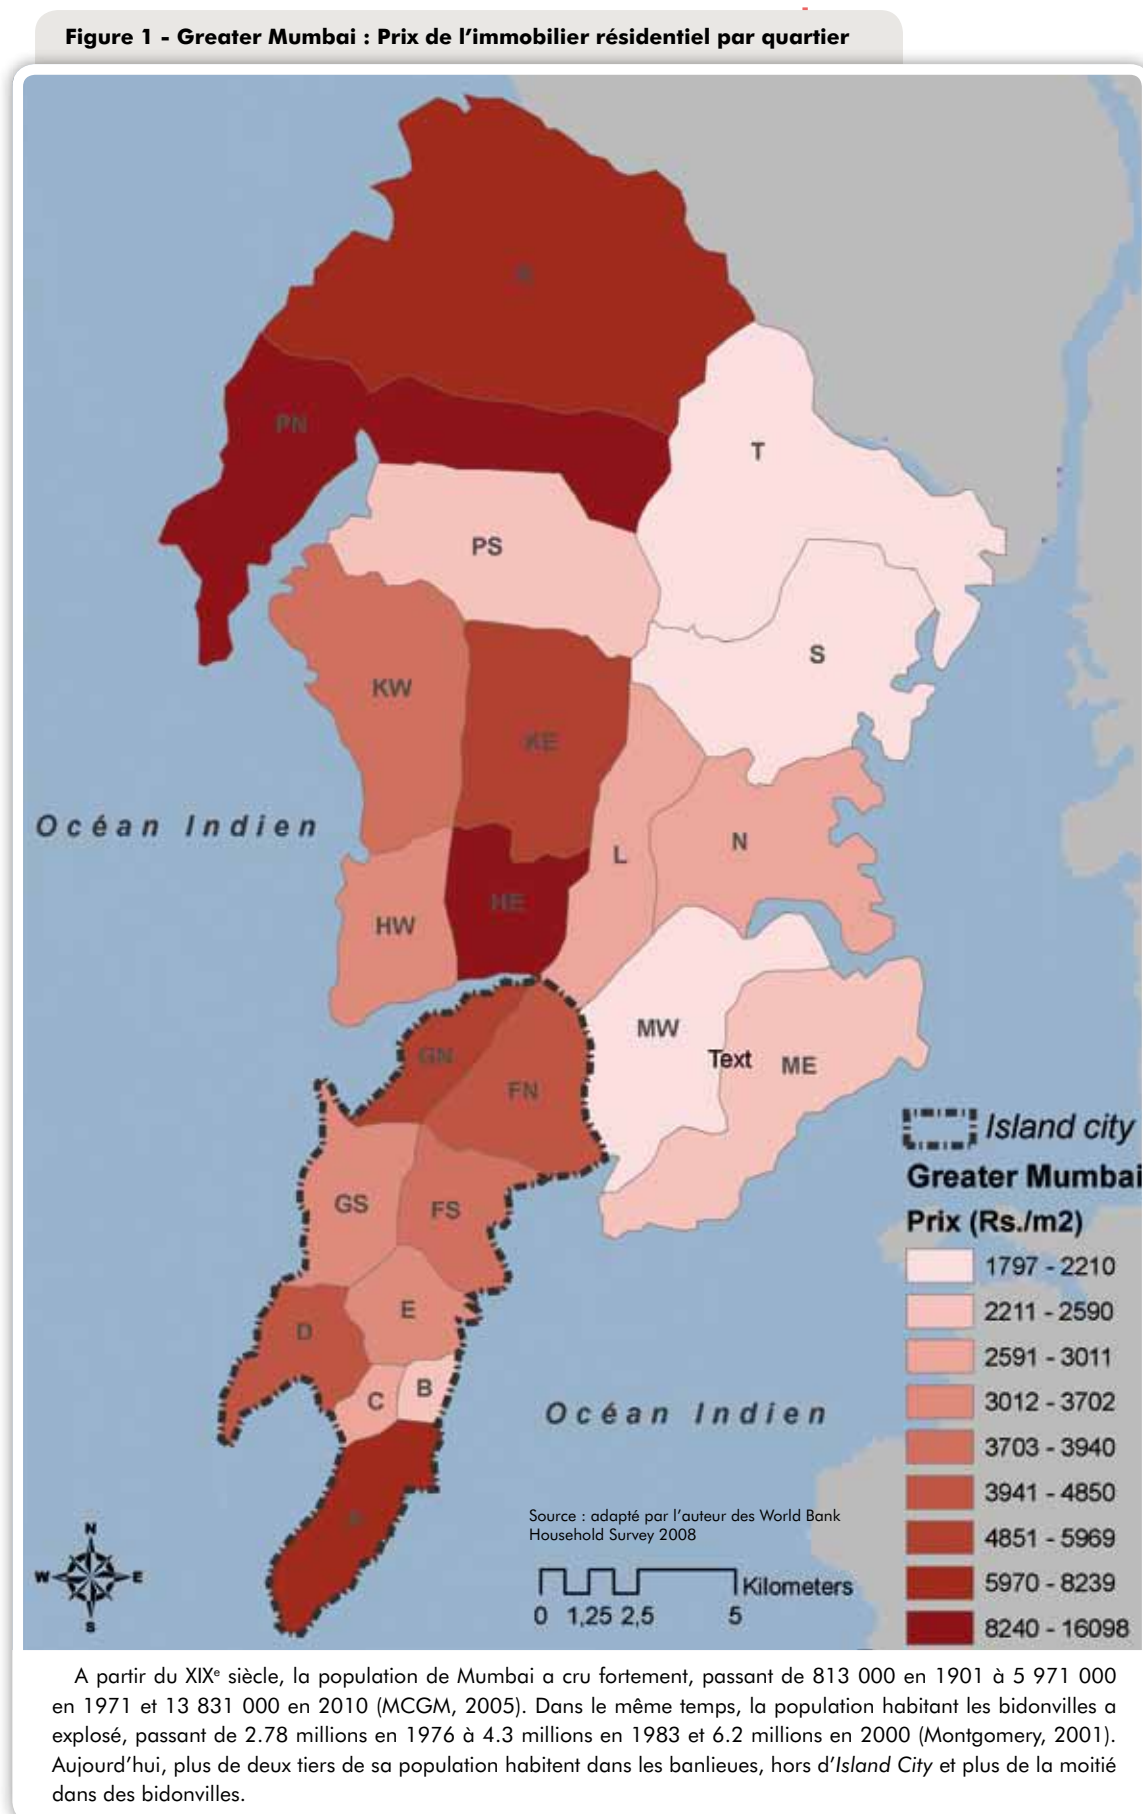 Figure 1 - Greater Mumbai : Prix de l'immobilier résidentiel par quartier
PN
T
PS
S
KW
KE
Océan Indien
N
L
HE
HW
MW
GN
Text
ME
FN
Island city
Greater Mumbai
GS
FS
Prix (Rs./m2)
1797 - 2210
E
2211 - 2590
D
2591 - 3011
B
C
3012 - 3702
Océan Indien
3703 - 3940
3941 - 4850
Source : adapté par l'auteur des World Bank
Household Survey 2008
N
4851 - 5969
W
E
Kilometers
5970 - 8239
S
0 1,25 2,5 5
8240 - 16098
A partir du XIXe siècle, la population de Mumbai a cru fortement, passant de 813 000 en 1901 à 5 971 000
en 1971 et 13 831 000 en 2010 (MCGM, 2005). Dans le même temps, la population habitant les bidonvilles a
explosé, passant de 2.78 millions en 1976 à 4.3 millions en 1983 et 6.2 millions en 2000 (Montgomery, 2001).
Aujourd'hui, plus de deux tiers de sa population habitent dans les banlieues, hors d'Island City et plus de la moitié
dans des bidonvilles.